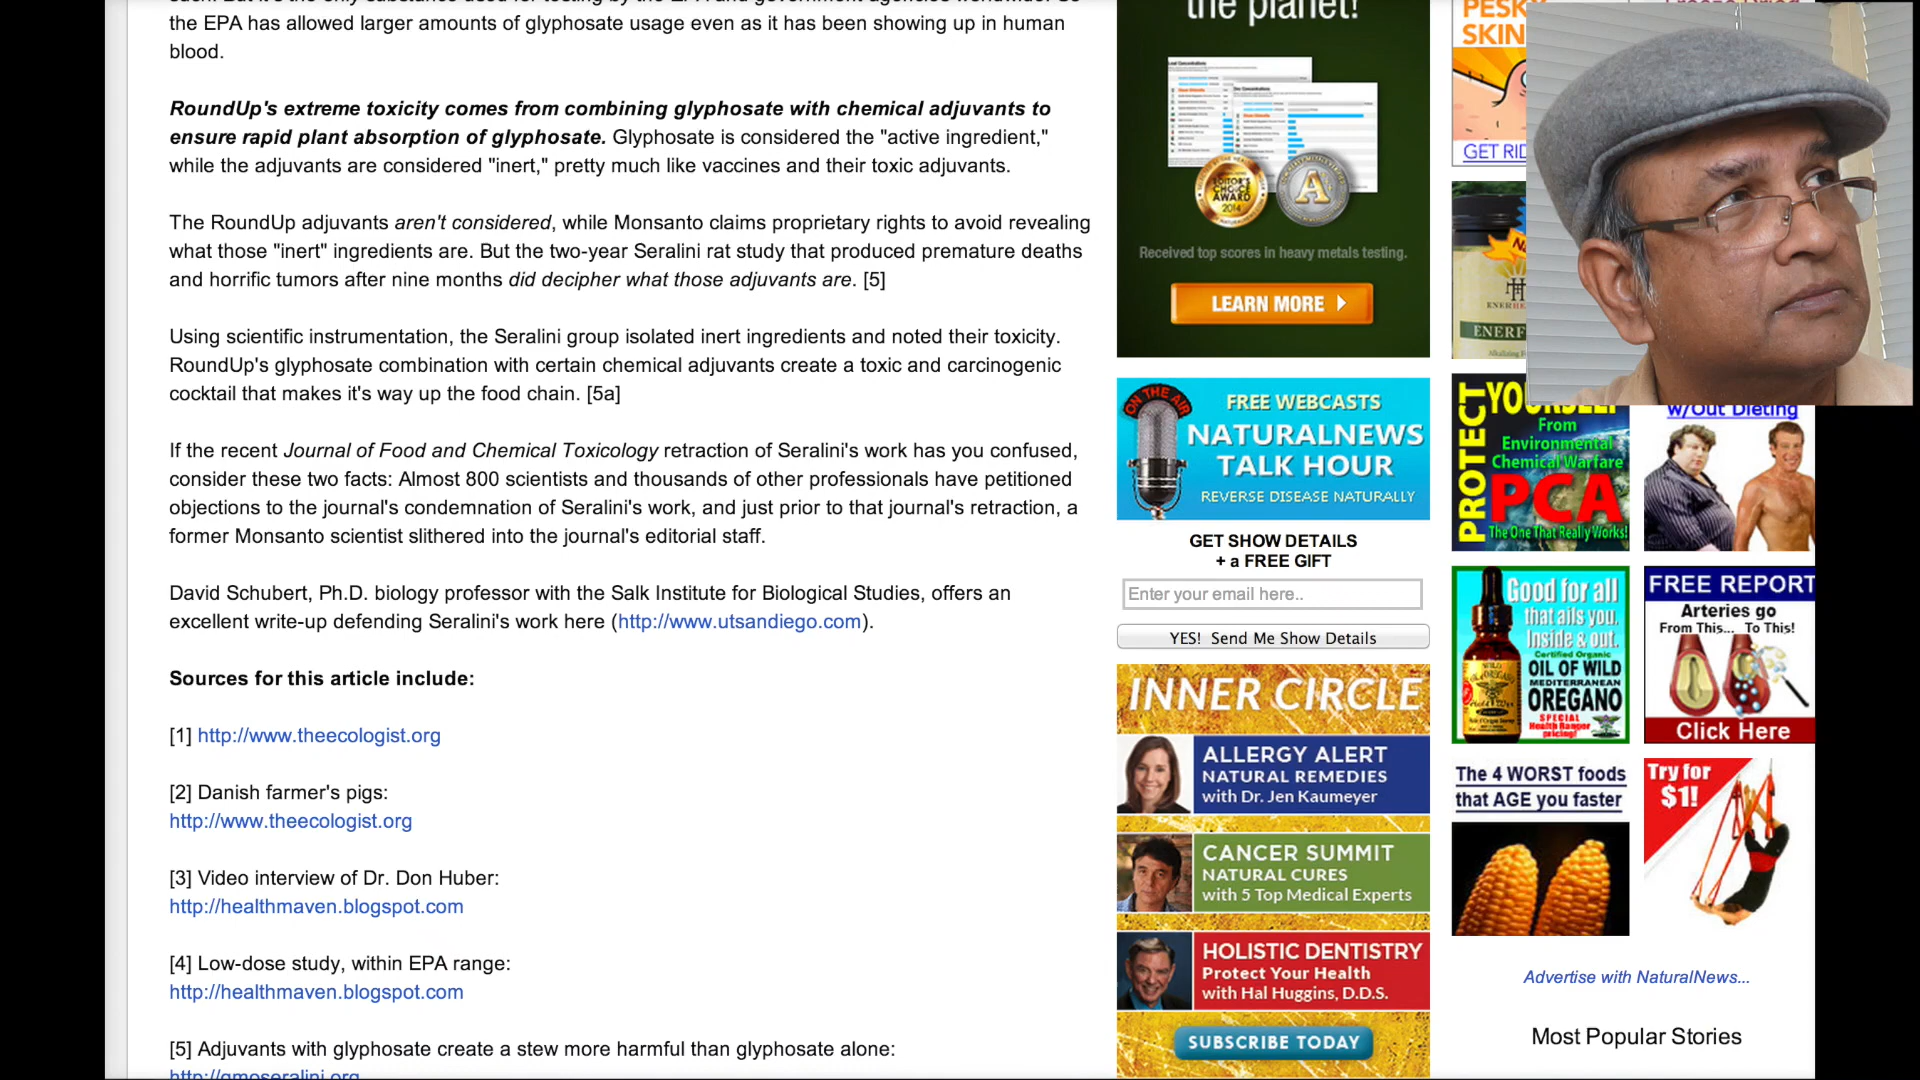 the EPA has allowed larger amounts of glyphosate usage even as it has been showing up in human
blood.
RoundUp's extreme toxicity comes from combining glyphosate with chemical adjuvants to
ensure rapid plant absorption of glyphosate. Glyphosate is considered the "active ingredient,"
while the adjuvants are considered "inert," pretty much like vaccines and their toxic adjuvants.
The RoundUp adjuvants aren't considered, while Monsanto claims proprietary rights to avoid revealing
what those "inert" ingredients are. But the two-year Seralini rat study that produced premature deaths
and horrific tumors after nine months did decipher what those adjuvants are. [5]
Using scientific instrumentation, the Seralini group isolated inert ingredients and noted their toxicity.
RoundUp's glyphosate combination with certain chemical adjuvants create a toxic and carcinogenic
cocktail that makes it's way up the food chain. [5a]
If the recent Journal of Food and Chemical Toxicology retraction of Seralini's work has you confused,
consider these two facts: Almost 800 scientists and thousands of other professionals have petitioned
objections to the journal's condemnation of Seralini's work, and just prior to that journal's retraction, a
former Monsanto scientist slithered into the journal's editorial staff.
David Schubert, Ph.D. biology professor with the Salk Institute for Biological Studies, offers an
excellent write-up defending Seralini's work here (http://www.utsandiego.com).
Sources for this article include:
[1] http://www.theecologist.org
[2] Danish farmer's pigs:
http://www.theecologist.org
[3] Video interview of Dr. Don Huber:
http://healthmaven.blogspot.com
[4] Low-dose study, within EPA range:
http://healthmaven.blogspot.com
[5] Adjuvants with glyphosate create a stew more harmful than glyphosate alone:
http://gmoseralini.org
the planet!
EDITOR'S
CHOICE
AWARD
2014
A
Received top scores in heavy metals testing.
LEARN MORE
ON THE AIR
FREE WEBCASTS
NATURALNEWS
TALK HOUR
REVERSE DISEASE NATURALLY
GET SHOW DETAILS
+ a FREE GIFT
Enter your email here..
YES! Send Me Show Details
INNER CIRCLE
ALLERGY ALERT
NATURAL REMEDIES
with Dr. Jen Kaumeyer
CANCER SUMMIT
NATURAL CURES
with 5 Top Medical Experts
HOLISTIC DENTISTRY
Protect Your Health
with Hal Huggins, D.D.S.
SUBSCRIBE TODAY
PESKY
SKIN
GET RID
PROTECT
YOURSELF
From
Environmental
Chemical Warfare
PCA
The One That Really Works!
w/Out Dieting
Good for all
that ails you.
Inside & out.
Certified Organic
OIL OF WILD
MEDITERRANEAN
OREGANO
SPECIAL
Health Ranger
pricing!
FREE REPORT
Arteries go
From This... To This!
Click Here
The 4 WORST foods
that AGE you faster
Try for
$1!
Advertise with NaturalNews...
Most Popular Stories